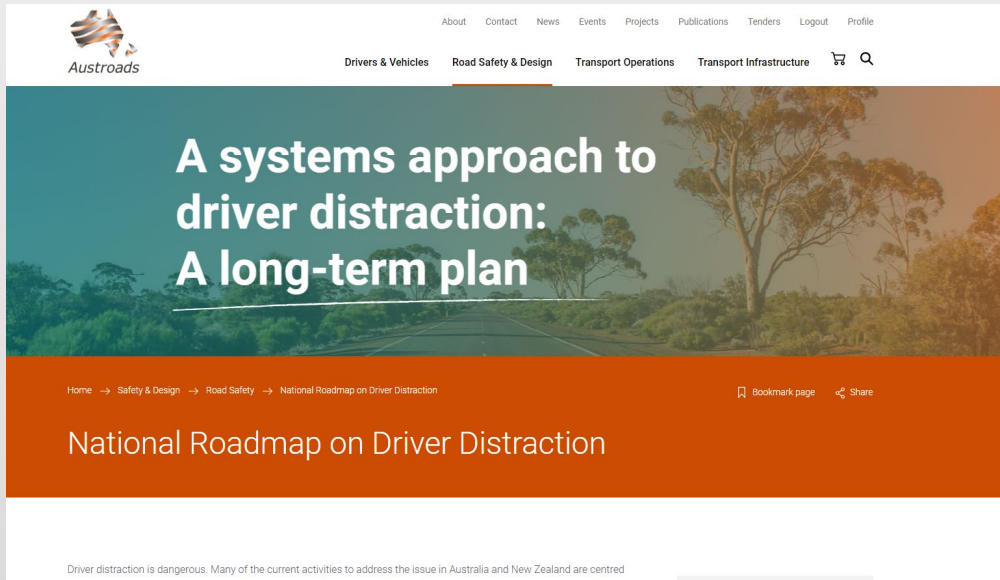 About Contact News Events Projects Publications Tenders Logout Profile
Austroads
Drivers & Vehicles Road Safety & Design Transport Operations Transport Infrastructure
A systems approach to
driver distraction:
A long-term plan
Home → Safety & Design → Road Safety → National Roadmap on Driver Distraction
Bookmark page Share
National Roadmap on Driver Distraction
Driver distraction is dangerous. Many of the current activities to address the issue in Australia and New Zealand are centred